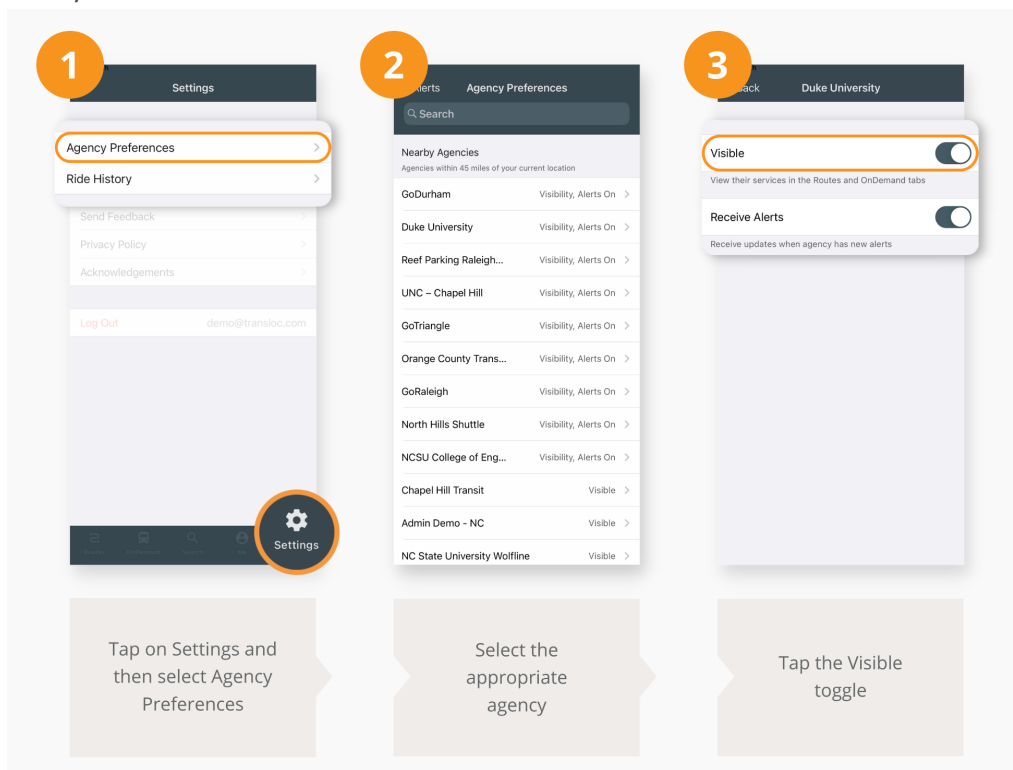 1
Settings
Agency Preferences
Ride History
Send Feedback
Privacy Policy
Acknowledgements
Log Out demo@transloc.com
Settings
Tap on Settings and
then select Agency
Preferences
2
Agency Preferences
Search
Nearby Agencies
Agencies within 45 miles of your current location
GoDurham Visibility, Alerts On
Duke University Visibility, Alerts On
Reef Parking Raleigh... Visibility, Alerts On
UNC – Chapel Hill Visibility, Alerts On
GoTriangle Visibility, Alerts On
Orange County Trans... Visibility, Alerts On
GoRaleigh Visibility, Alerts On
North Hills Shuttle Visibility, Alerts On
NCSU College of Eng... Visibility, Alerts On
Chapel Hill Transit Visible
Admin Demo - NC Visible
NC State University Wolfline Visible
Select the
appropriate
agency
3
Duke University
Visible
View their services in the Routes and OnDemand tabs
Receive Alerts
Receive updates when agency has new alerts
Tap the Visible
toggle